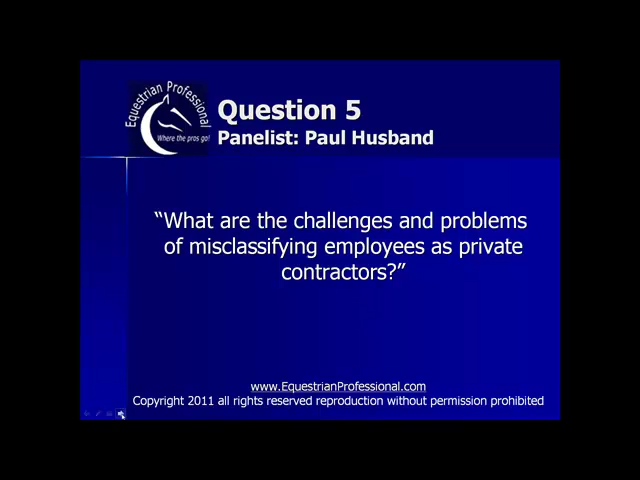 Equestrian Professional
Where the pros go!
Question 5
Panelist: Paul Husband
“What are the challenges and problems
of misclassifying employees as private
contractors?”
www.EquestrianProfessional.com
Copyright 2011 all rights reserved reproduction without permission prohibited